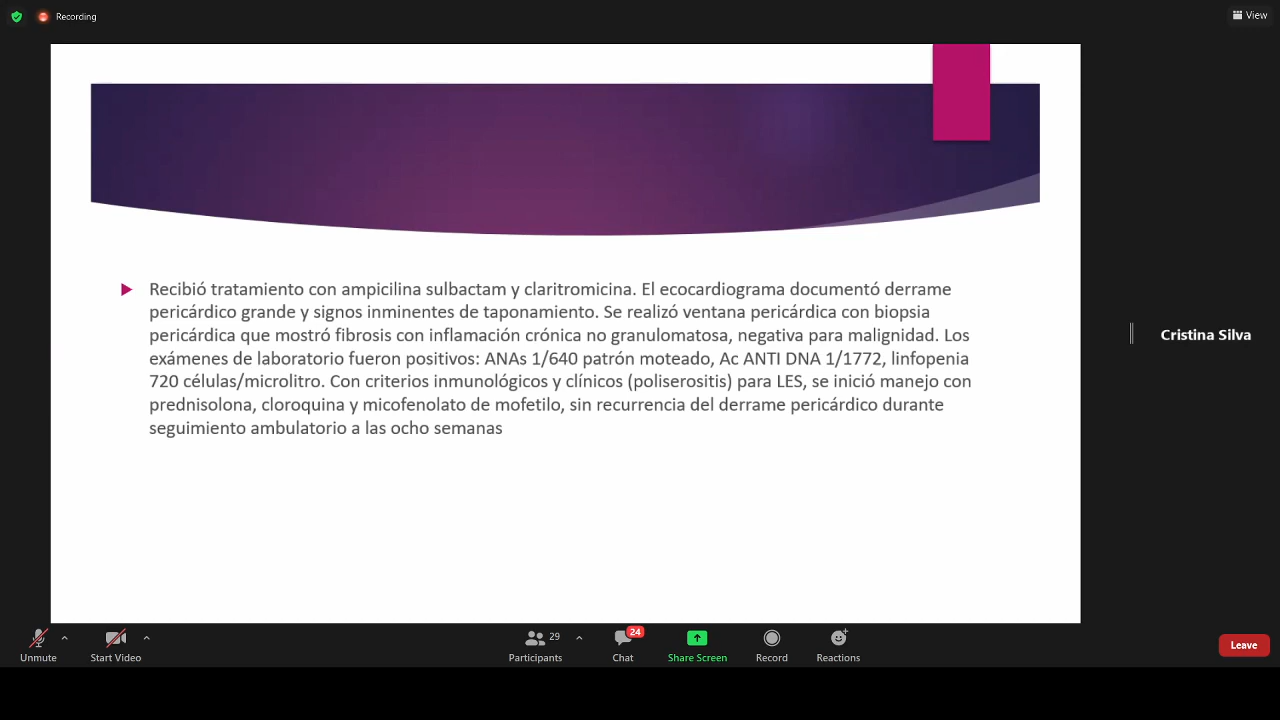 Recording
View
Recibió tratamiento con ampicilina sulbactam y claritromicina. El ecocardiograma documentó derrame
pericárdico grande y signos inminentes de taponamiento. Se realizó ventana pericárdica con biopsia
pericárdica que mostró fibrosis con inflamación crónica no granulomatosa, negativa para malignidad. Los
exámenes de laboratorio fueron positivos: ANAs 1/640 patrón moteado, Ac ANTI DNA 1/1772, linfopenia
720 células/microlitro. Con criterios inmunológicos y clínicos (poliserositis) para LES, se inició manejo con
prednisolona, cloroquina y micofenolato de mofetilo, sin recurrencia del derrame pericárdico durante
seguimiento ambulatorio a las ocho semanas
Cristina Silva
29
24
Unmute
Start Video
Participants
Chat
Share Screen
Record
Reactions
Leave